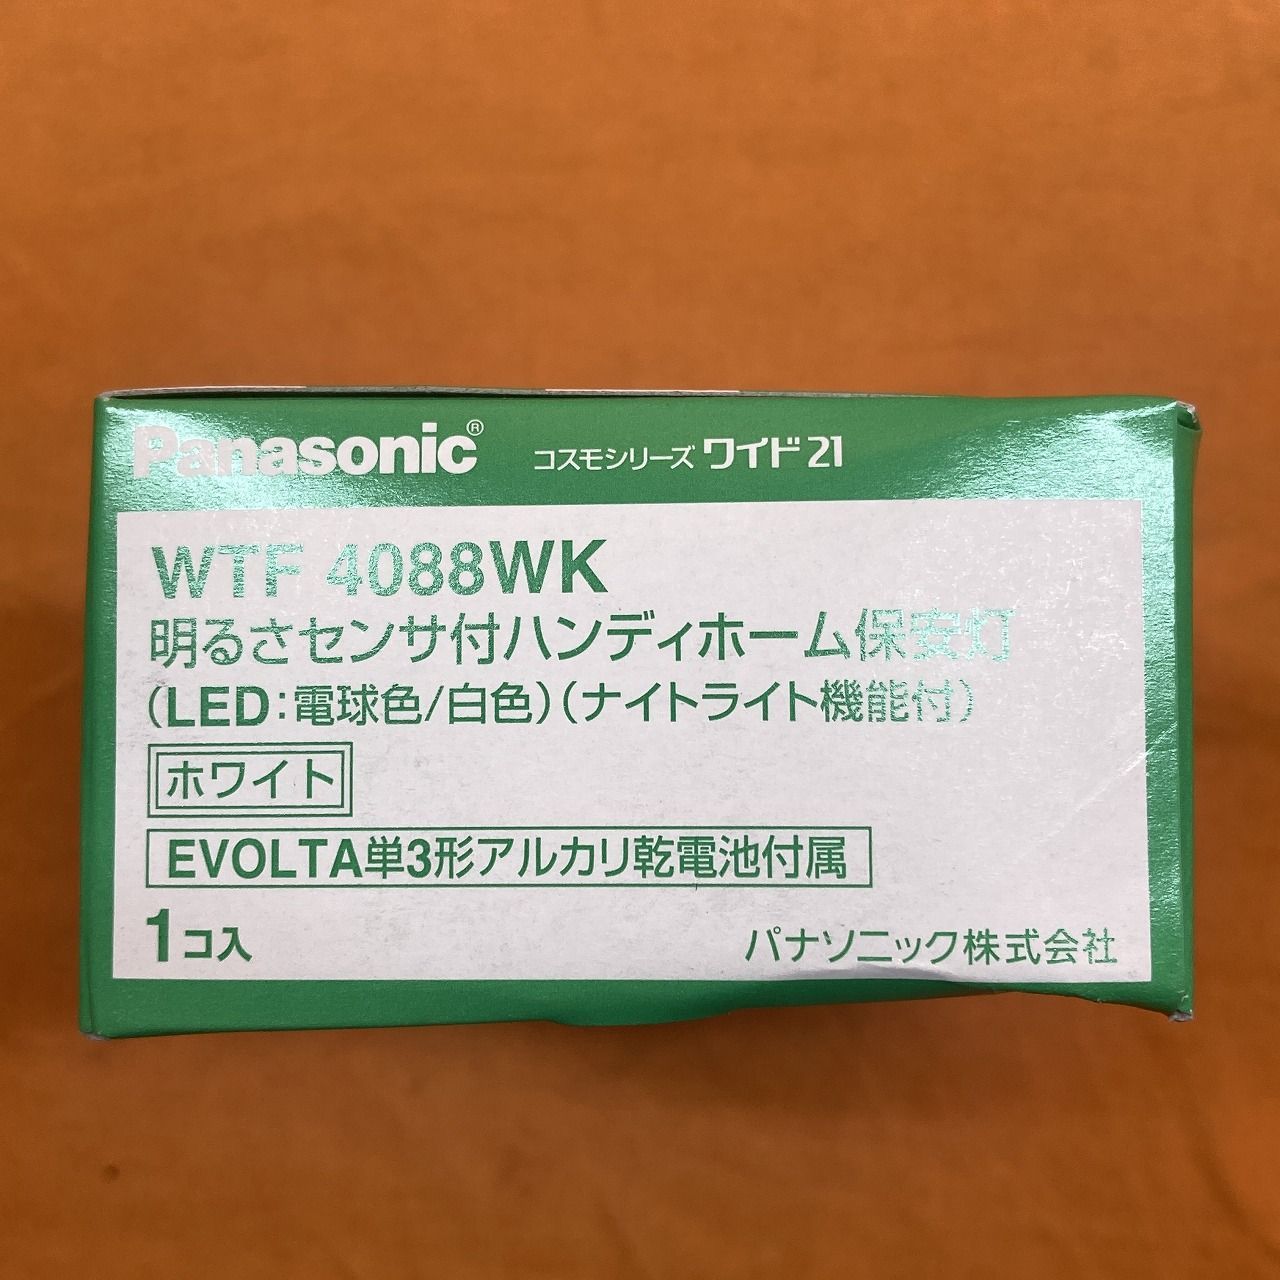 Panasonic® コスモシリーズ ワイド21
WTF 4088WK
明るさセンサ付ハンディホーム保安灯
(LED:電球色/白色)(ナイトライト機能付)
ホワイト
EVOLTA単3形アルカリ乾電池付属
1コ入 パナソニック株式会社